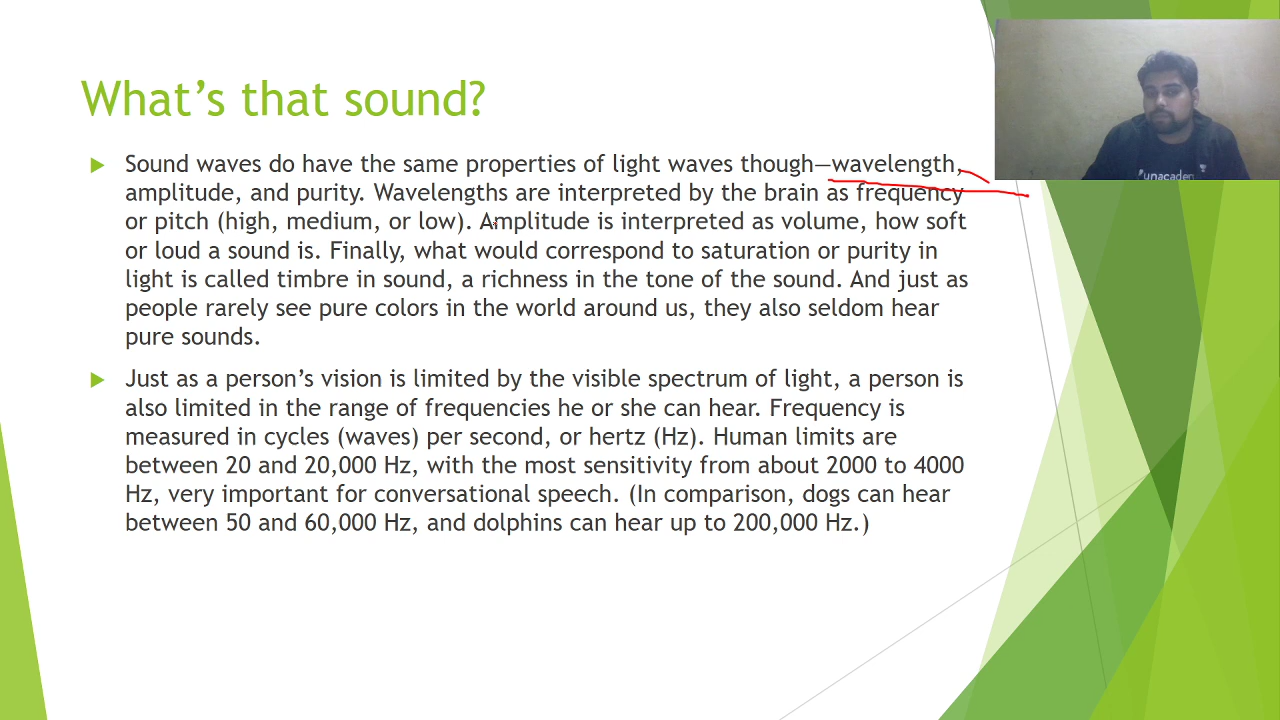 What's that sound?
Sound waves do have the same properties of light waves though—wavelength,
amplitude, and purity. Wavelengths are interpreted by the brain as frequency
or pitch (high, medium, or low). Amplitude is interpreted as volume, how soft
or loud a sound is. Finally, what would correspond to saturation or purity in
light is called timbre in sound, a richness in the tone of the sound. And just as
people rarely see pure colors in the world around us, they also seldom hear
pure sounds.
Just as a person's vision is limited by the visible spectrum of light, a person is
also limited in the range of frequencies he or she can hear. Frequency is
measured in cycles (waves) per second, or hertz (Hz). Human limits are
between 20 and 20,000 Hz, with the most sensitivity from about 2000 to 4000
Hz, very important for conversational speech. (In comparison, dogs can hear
between 50 and 60,000 Hz, and dolphins can hear up to 200,000 Hz.)